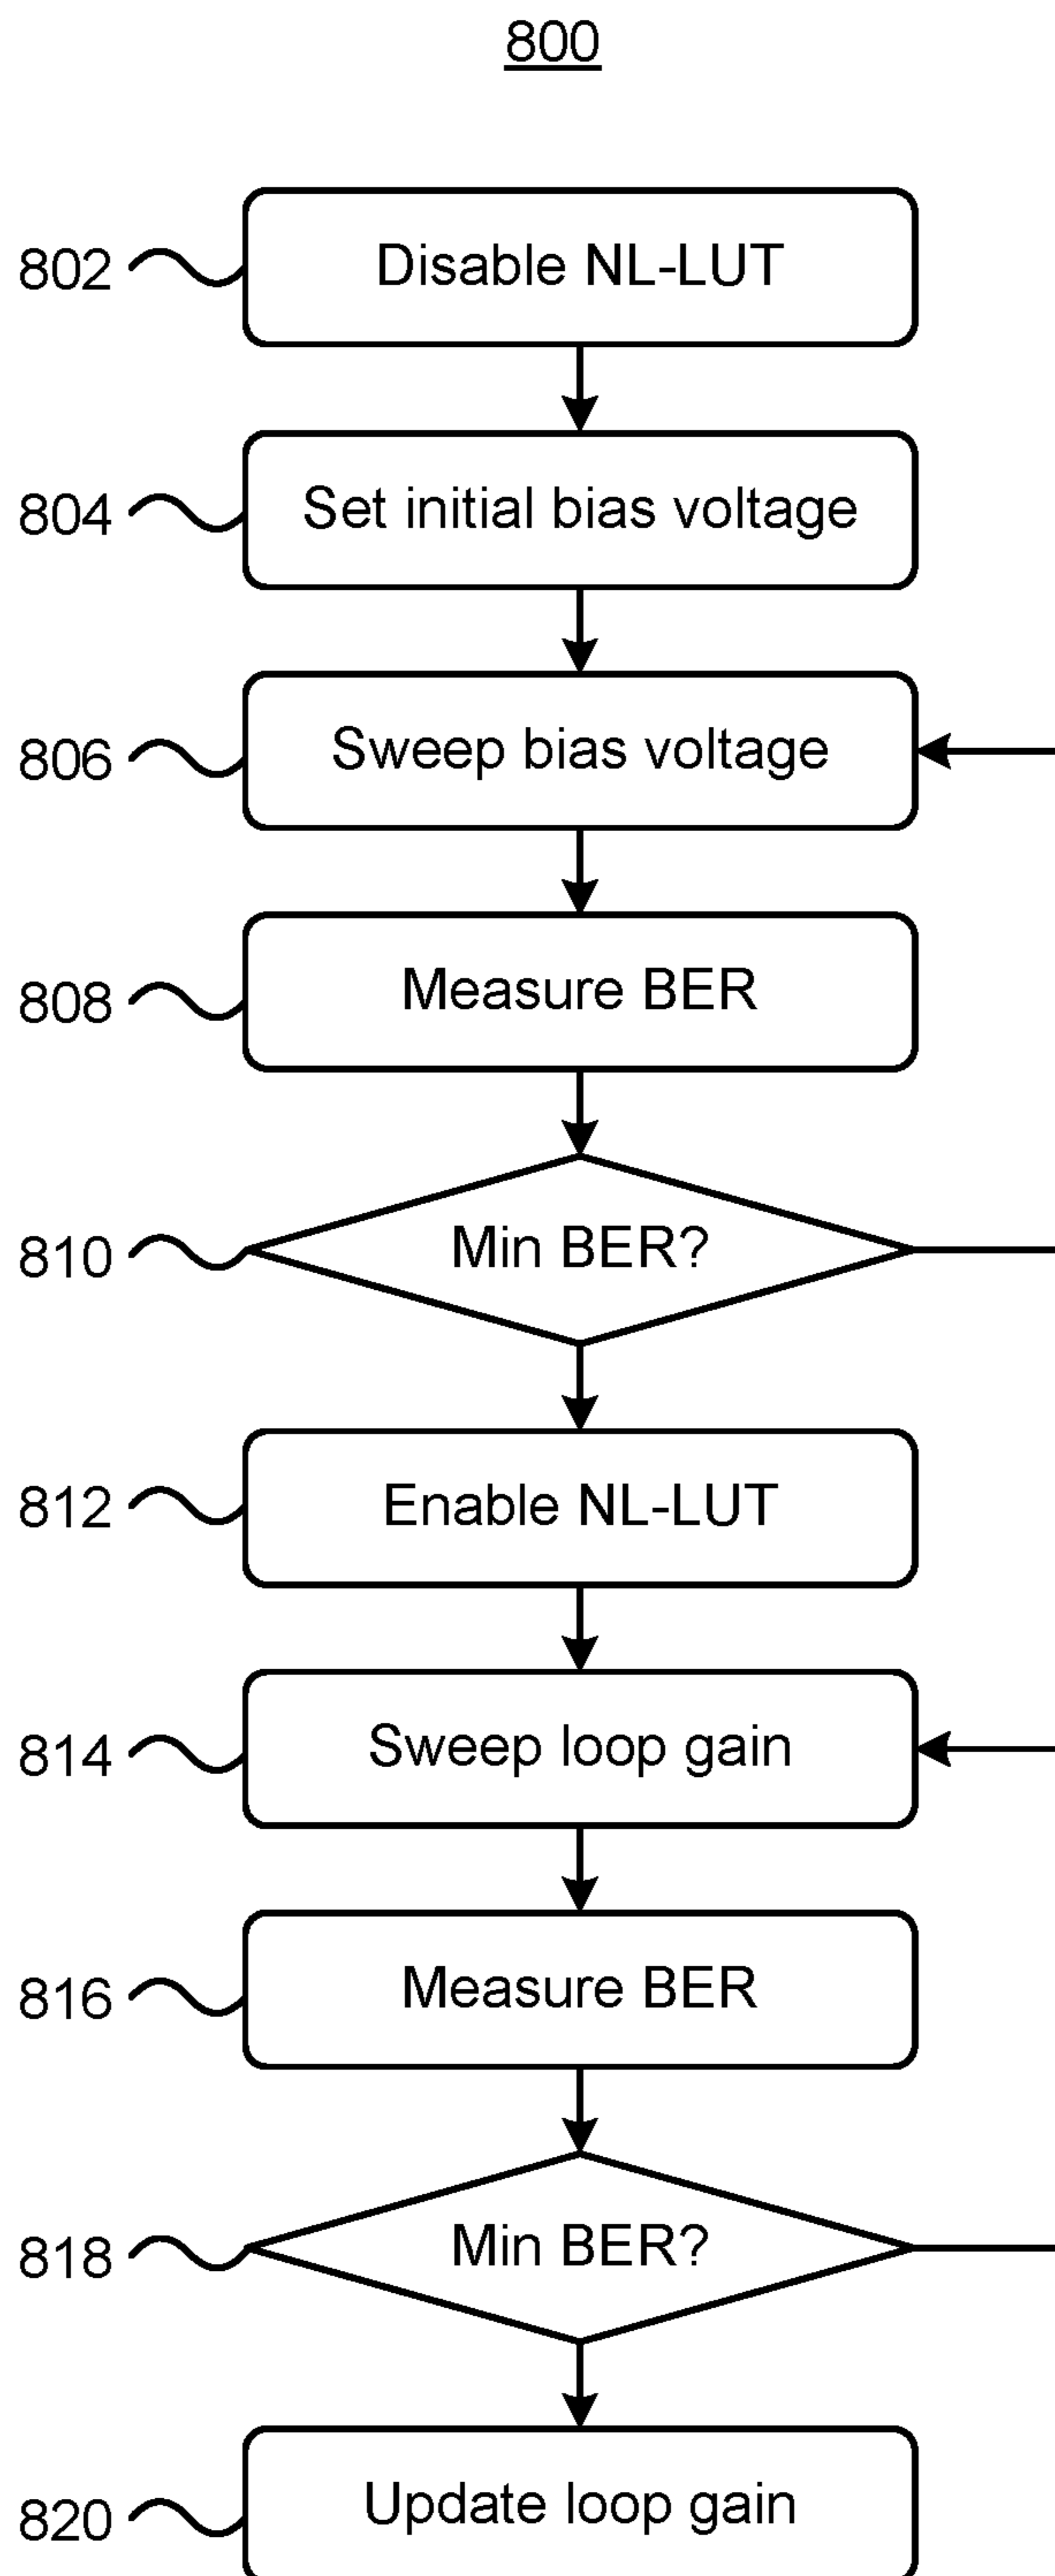 800
802 Disable NL-LUT
804 Set initial bias voltage
806 Sweep bias voltage
808 Measure BER
810 Min BER?
812 Enable NL-LUT
814 Sweep loop gain
816 Measure BER
818 Min BER?
820 Update loop gain